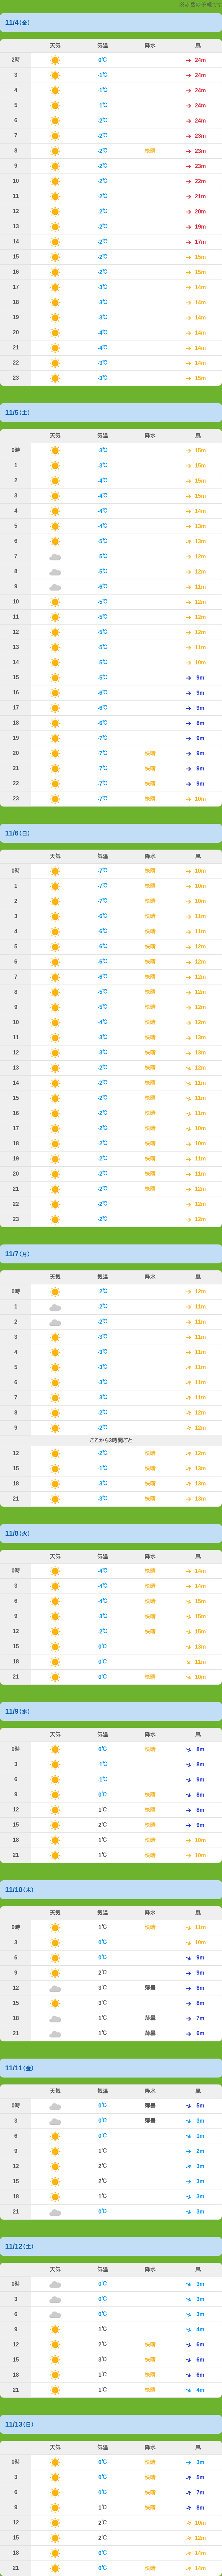 ※多奈の予報です
11/4(金)
天気 気温 降水 風
2時 0℃ 24m
3 -1℃ 24m
4 -1℃ 24m
5 -1℃ 24m
6 -2℃ 24m
7 -2℃ 23m
8 -2℃ 快晴 23m
9 -2℃ 23m
10 -2℃ 22m
11 -2℃ 21m
12 -2℃ 20m
13 -2℃ 19m
14 -2℃ 17m
15 -2℃ 15m
16 -2℃ 15m
17 -3℃ 14m
18 -3℃ 14m
19 -3℃ 14m
20 -4℃ 14m
21 -4℃ 14m
22 -3℃ 14m
23 -3℃ 15m
11/5(土)
天気 気温 降水 風
0時 -3℃ 15m
1 -3℃ 15m
2 -4℃ 15m
3 -4℃ 15m
4 -4℃ 14m
5 -4℃ 13m
6 -5℃ 13m
7 -5℃ 12m
8 -5℃ 12m
9 -6℃ 11m
10 -5℃ 12m
11 -5℃ 12m
12 -5℃ 12m
13 -5℃ 11m
14 -5℃ 10m
15 -5℃ 9m
16 -6℃ 9m
17 -6℃ 9m
18 -6℃ 8m
19 -7℃ 9m
20 -7℃ 快晴 9m
21 -7℃ 快晴 9m
22 -7℃ 快晴 9m
23 -7℃ 快晴 10m
11/6(日)
天気 気温 降水 風
0時 -7℃ 快晴 10m
1 -7℃ 快晴 10m
2 -7℃ 快晴 10m
3 -6℃ 快晴 11m
4 -6℃ 快晴 11m
5 -6℃ 快晴 12m
6 -6℃ 快晴 12m
7 -6℃ 快晴 12m
8 -5℃ 快晴 12m
9 -5℃ 快晴 12m
10 -4℃ 快晴 12m
11 -3℃ 快晴 13m
12 -3℃ 快晴 13m
13 -2℃ 快晴 12m
14 -2℃ 快晴 11m
15 -2℃ 快晴 11m
16 -2℃ 快晴 11m
17 -2℃ 快晴 10m
18 -2℃ 快晴 10m
19 -2℃ 快晴 11m
20 -2℃ 快晴 11m
21 -2℃ 快晴 12m
22 -2℃ 12m
23 -2℃ 12m
11/7(月)
天気 気温 降水 風
0時 -2℃ 12m
1 -2℃ 11m
2 -2℃ 11m
3 -3℃ 11m
4 -3℃ 11m
5 -3℃ 11m
6 -3℃ 11m
7 -3℃ 11m
8 -2℃ 12m
9 -2℃ 12m
ここから3時間ごと
12 -2℃ 快晴 12m
15 -1℃ 快晴 13m
18 -3℃ 快晴 13m
21 -3℃ 快晴 13m
11/8(火)
天気 気温 降水 風
0時 -4℃ 快晴 14m
3 -4℃ 快晴 14m
6 -4℃ 快晴 15m
9 -3℃ 快晴 15m
12 -2℃ 快晴 15m
15 0℃ 13m
18 0℃ 11m
21 0℃ 快晴 10m
11/9(水)
天気 気温 降水 風
0時 0℃ 快晴 8m
3 -1℃ 快晴 8m
6 -1℃ 9m
9 0℃ 快晴 8m
12 1℃ 8m
15 2℃ 9m
18 1℃ 快晴 10m
21 1℃ 快晴 10m
11/10(木)
天気 気温 降水 風
0時 1℃ 快晴 11m
3 0℃ 10m
6 0℃ 9m
9 2℃ 9m
12 3℃ 薄曇 8m
15 3℃ 8m
18 1℃ 薄曇 7m
21 1℃ 薄曇 6m
11/11(金)
天気 気温 降水 風
0時 0℃ 薄曇 5m
3 0℃ 薄曇 3m
6 0℃ 1m
9 1℃ 2m
12 2℃ 3m
15 2℃ 3m
18 1℃ 3m
21 0℃ 3m
11/12(土)
天気 気温 降水 風
0時 0℃ 3m
3 0℃ 3m
6 0℃ 3m
9 1℃ 4m
12 2℃ 快晴 6m
15 3℃ 快晴 6m
18 1℃ 快晴 6m
21 1℃ 快晴 4m
11/13(日)
天気 気温 降水 風
0時 0℃ 快晴 3m
3 0℃ 快晴 5m
6 0℃ 快晴 7m
9 1℃ 快晴 8m
12 2℃ 10m
15 2℃ 12m
18 0℃ 14m
21 0℃ 快晴 14m